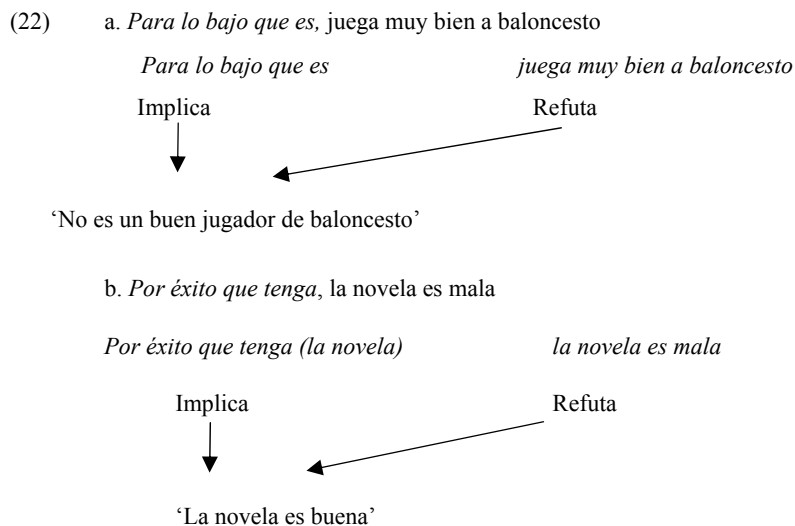 (22) a. Para lo bajo que es, juega muy bien a baloncesto
Para lo bajo que es juega muy bien a baloncesto
Implica Refuta
‘No es un buen jugador de baloncesto’
b. Por éxito que tenga, la novela es mala
Por éxito que tenga (la novela) la novela es mala
Implica Refuta
‘La novela es buena’